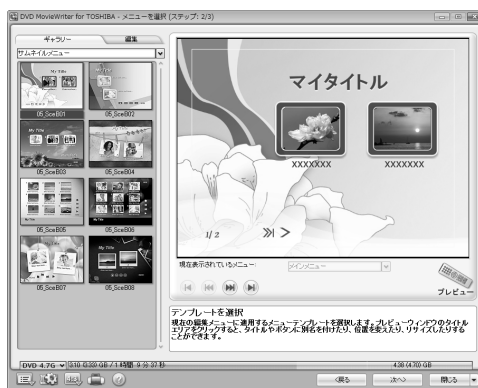 DVD MovieWriter for TOSHIBA - メニューを選択 (ステップ: 2/3)
ギャラリー
編集
サムネイルメニュー
My Title
05_SceB01
05_SceB02
My Title
05_SceB03
05_SceB04
05_SceB05
05_SceB06
My Title
05_SceB07
05_SceB08
マイタイトル
XXXXXXX
XXXXXXX
1/2
現在表示されているメニュー:
メインメニュー
プレビュー
テンプレートを選択
現在の編集メニューに適用するメニューテンプレートを選択します。プレビューウィンドウのタイトル
エリアをクリックすると、タイトルやボタンに別名を付けたり、位置を変えたり、リサイズしたりする
ことができます。
DVD 4.7G
4.38 (4.70) GB
<戻る
次へ>
閉じる